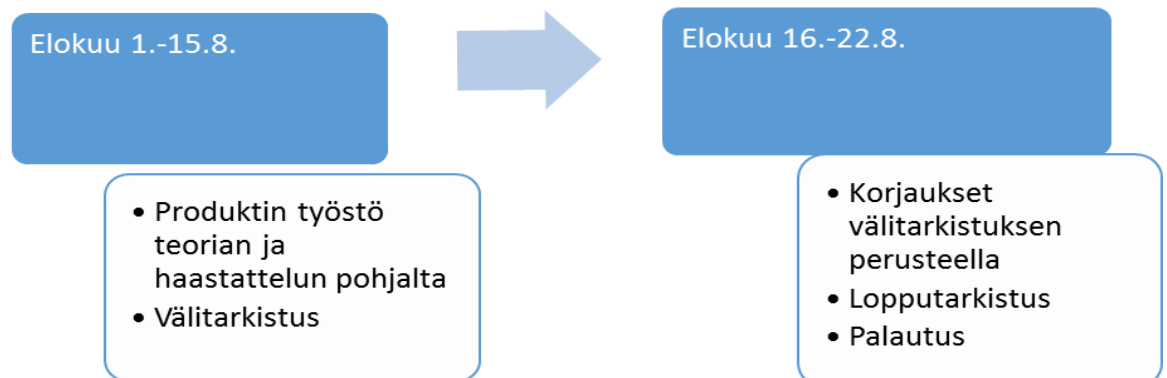 Elokuu 1.-15.8.
• Produktin työstö
teorian ja
haastattelun pohjalta
• Välitarkistus
Elokuu 16.-22.8.
• Korjaukset
välitarkistuksen
perusteella
• Lopputarkistus
• Palautus